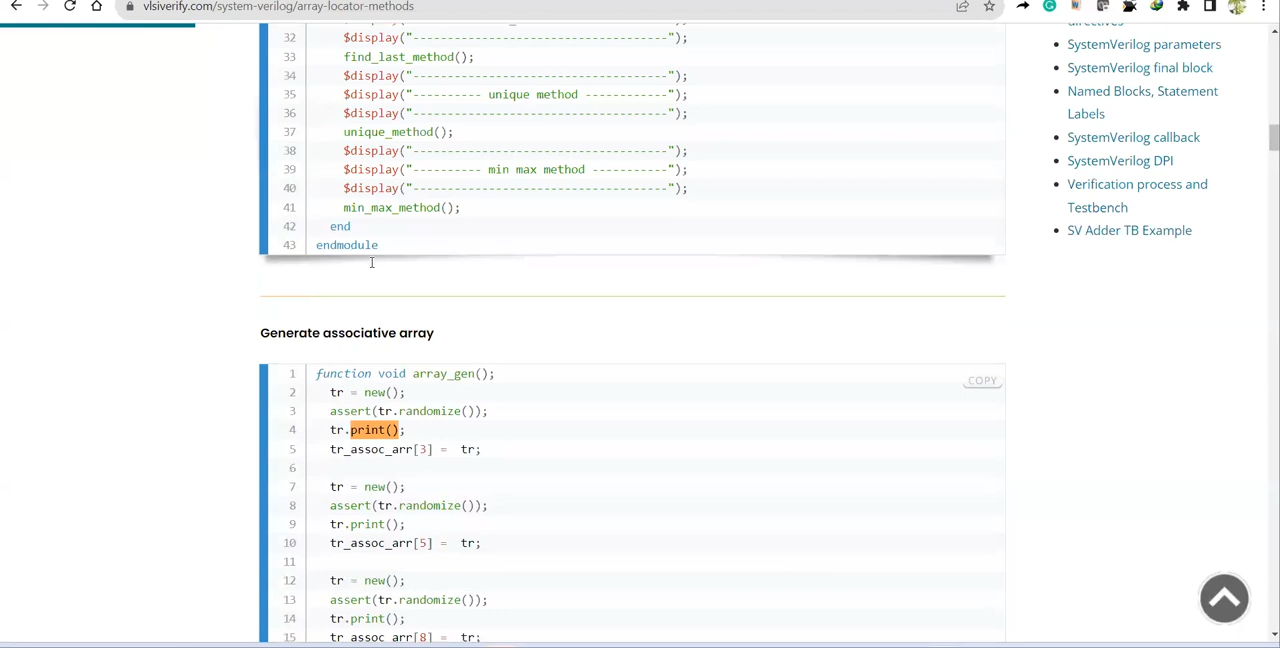 vlsiverify.com/system-verilog/array-locator-methods
32 $display("-------------------------------------");
33 find_last_method();
34 $display("-------------------------------------");
35 $display("---------- unique method ------------");
36 $display("-------------------------------------");
37 unique_method();
38 $display("-------------------------------------");
39 $display("---------- min max method -----------");
40 $display("-------------------------------------");
41 min_max_method();
42 end
43 endmodule
Generate associative array
COPY
1 function void array_gen();
2 tr = new();
3 assert(tr.randomize());
4 tr.print();
5 tr_assoc_arr[3] = tr;
6
7 tr = new();
8 assert(tr.randomize());
9 tr.print();
10 tr_assoc_arr[5] = tr;
11
12 tr = new();
13 assert(tr.randomize());
14 tr.print();
15 tr_assoc_arr[8] = tr;
directives
SystemVerilog parameters
SystemVerilog final block
Named Blocks, Statement
Labels
SystemVerilog callback
SystemVerilog DPI
Verification process and
Testbench
SV Adder TB Example